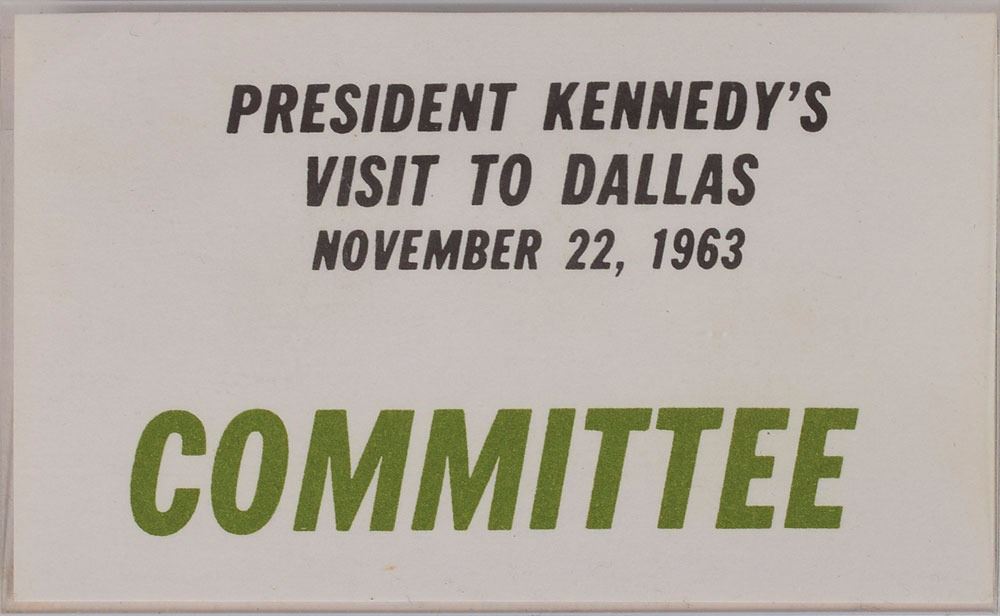 PRESIDENT KENNEDY'S
VISIT TO DALLAS
NOVEMBER 22, 1963
COMMITTEE